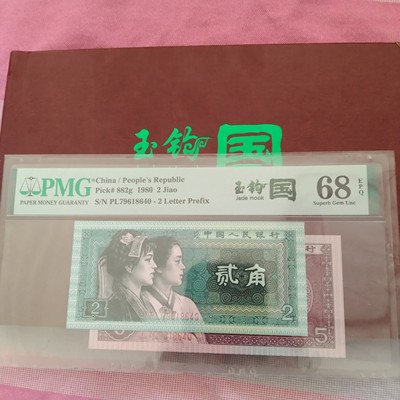 玉钩国
PMG
PAPER MONEY GUARANTY
*China / People's Republic
Pick# 882g 1980 2 Jiao
S/N PL79618640 - 2 Letter Prefix
玉钩国
JADE HOOK
68 EPQ
Superb Gem Unc
中国人民银行
贰角
2
2
5
5